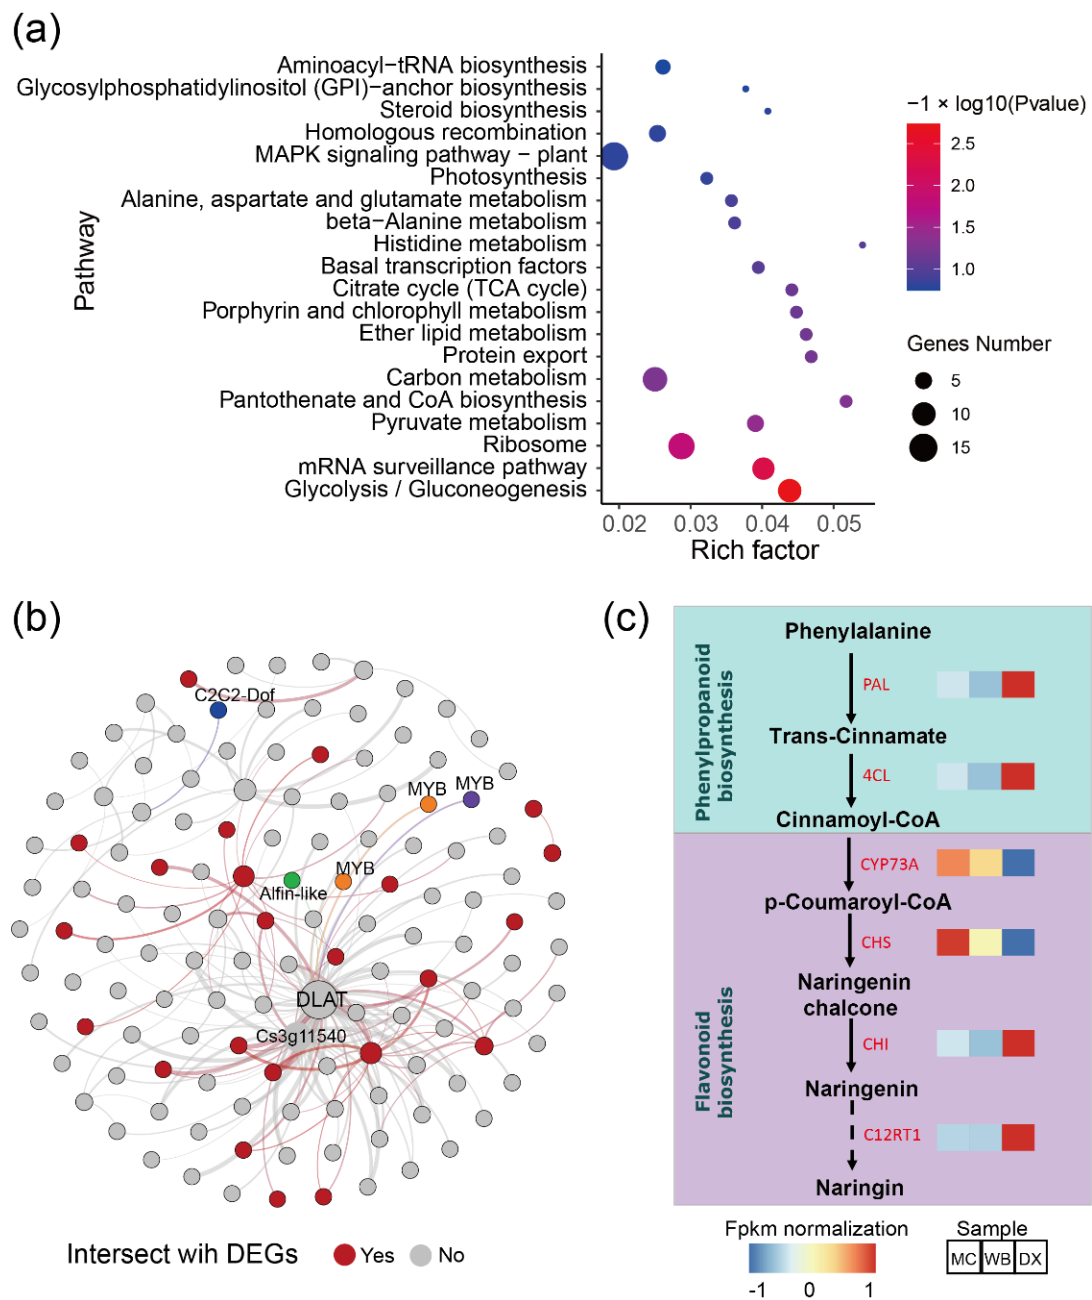 (a)
Aminoacyl−tRNA biosynthesis
Glycosylphosphatidylinositol (GPI)−anchor biosynthesis
Steroid biosynthesis
Homologous recombination
MAPK signaling pathway − plant
Photosynthesis
Alanine, aspartate and glutamate metabolism
beta−Alanine metabolism
Histidine metabolism
Basal transcription factors
Citrate cycle (TCA cycle)
Porphyrin and chlorophyll metabolism
Ether lipid metabolism
Protein export
Carbon metabolism
Pantothenate and CoA biosynthesis
Pyruvate metabolism
Ribosome
mRNA surveillance pathway
Glycolysis / Gluconeogenesis
Pathway
0.02 0.03 0.04 0.05
Rich factor
−1 × log10(Pvalue)
2.5
2.0
1.5
1.0
Genes Number
5
10
15
(b)
C2C2-Dof
MYB
MYB
MYB
Alfin-like
DLAT
Cs3g11540
Intersect wih DEGs Yes No
(c)
Phenylpropanoid
biosynthesis
Phenylalanine
PAL
Trans-Cinnamate
4CL
Cinnamoyl-CoA
Flavonoid
biosynthesis
CYP73A
p-Coumaroyl-CoA
CHS
Naringenin
chalcone
CHI
Naringenin
C12RT1
Naringin
Fpkm normalization
-1 0 1
Sample
MC WB DX